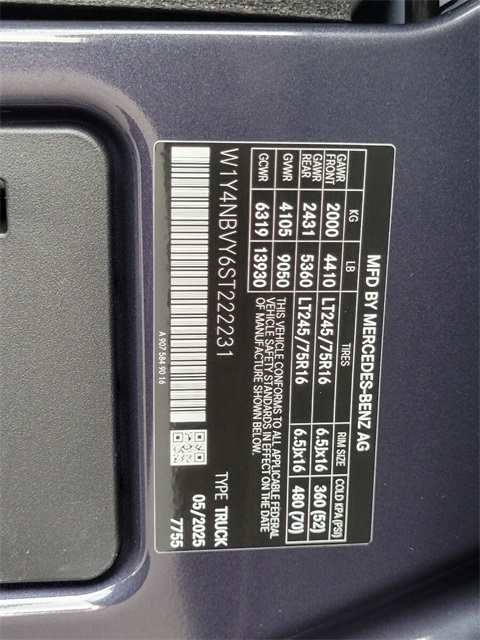 MFD BY MERCEDES-BENZ AG
KG LB TIRES RIM SIZE COLD KPA(PSI)
GAWR FRONT 2000 4410 LT245/75R16 6.5Jx16 360 (52)
GAWR REAR 2431 5360 LT245/75R16 6.5Jx16 480 (70)
GVWR 4105 9050
GCWR 6319 13930
THIS VEHICLE CONFORMS TO ALL APPLICABLE FEDERAL
VEHICLE SAFETY, STANDARDS IN EFFECT ON THE DATE
OF MANUFACTURE SHOWN BELOW.
W1Y4NBVY6ST222231
TYPE TRUCK
05/2025
7755
A 907 584 90 16